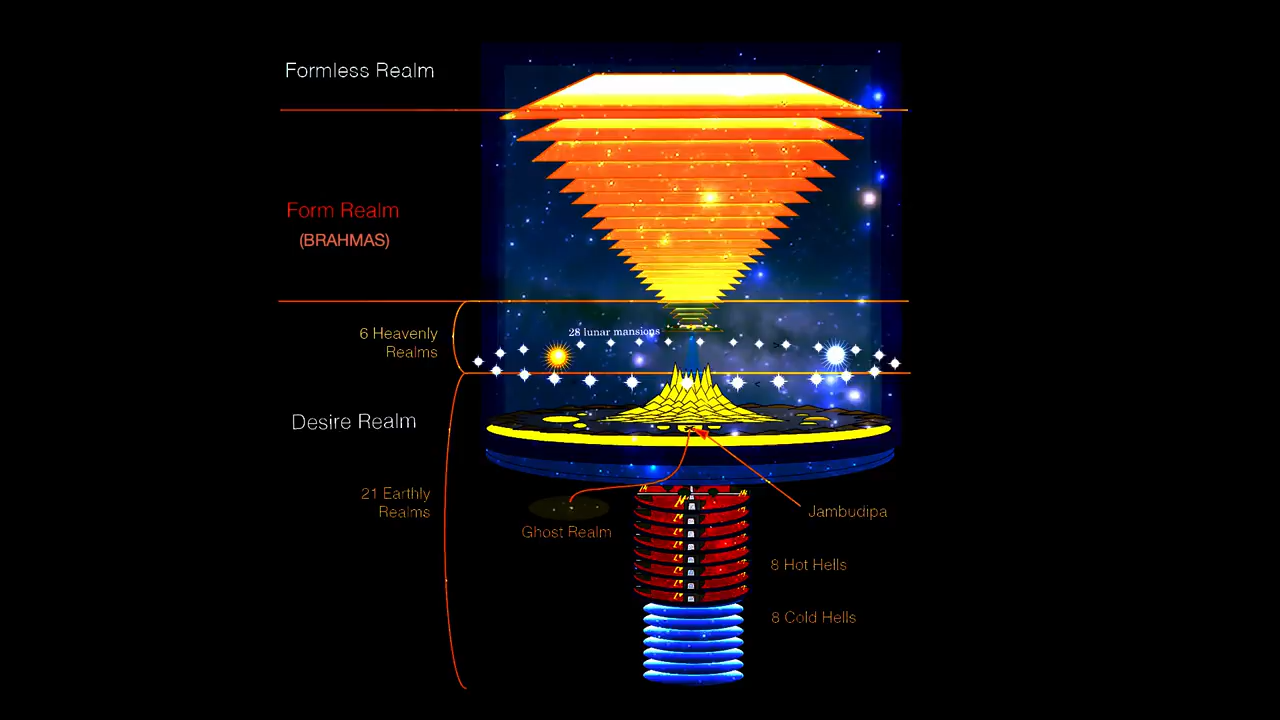 Formless Realm
Form Realm
(BRAHMAS)
28 lunar mansions
6 Heavenly
Realms
Desire Realm
21 Earthly
Realms
Ghost Realm
Jambudipa
8 Hot Hells
8 Cold Hells